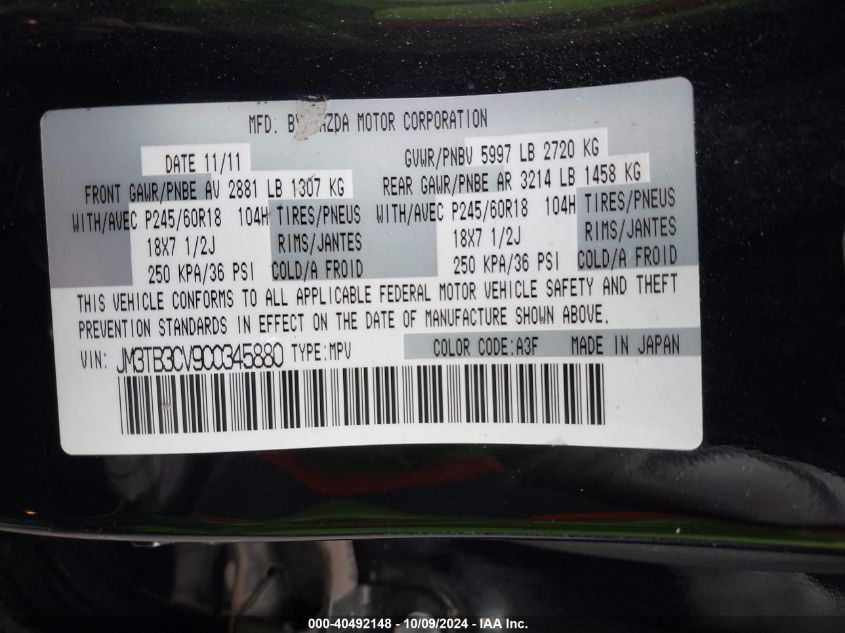 MFD. BY MAZDA MOTOR CORPORATION
DATE 11/11 GVWR/PNBV 5997 LB 2720 KG
FRONT GAWR/PNBE AV 2881 LB 1307 KG REAR GAWR/PNBE AR 3214 LB 1458 KG
WITH/AVEC P245/60R18 104H TIRES/PNEUS WITH/AVEC P245/60R18 104H TIRES/PNEUS
18X7 1/2J RIMS/JANTES 18X7 1/2J RIMS/JANTES
250 KPA/36 PSI COLD/A FROID 250 KPA/36 PSI COLD/A FROID
THIS VEHICLE CONFORMS TO ALL APPLICABLE FEDERAL MOTOR VEHICLE SAFETY AND THEFT
PREVENTION STANDARDS IN EFFECT ON THE DATE OF MANUFACTURE SHOWN ABOVE.
VIN: JM3TB3CV9C0345880 TYPE:MPV COLOR CODE:A3F MADE IN JAPAN
000-40492148 - 10/09/2024 - IAA Inc.